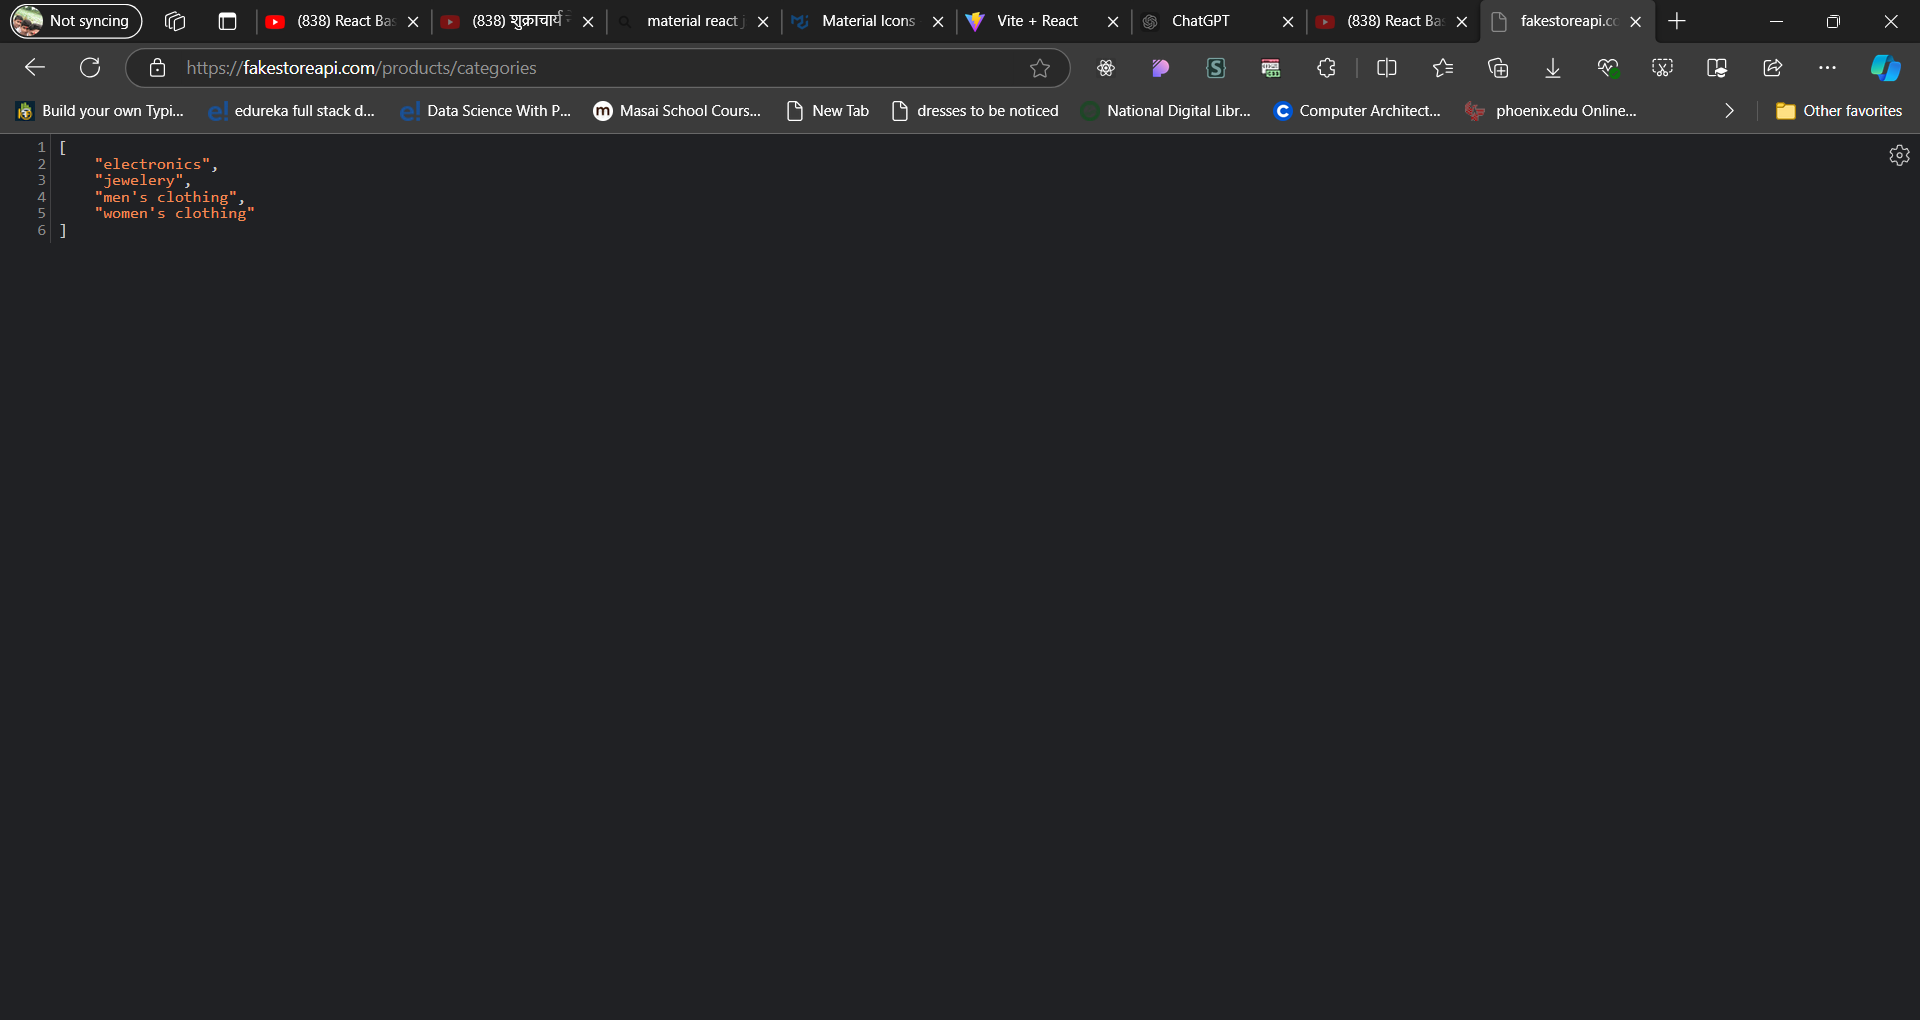 Not syncing
(838) React Bas
(838) शुक्राचार्य
material react j
Material Icons
Vite + React
ChatGPT
(838) React Ba
fakestoreapi.cc
https://fakestoreapi.com/products/categories
Build your own Typi...
edureka full stack d...
Data Science With P...
Masai School Cours...
New Tab
dresses to be noticed
National Digital Libr...
Computer Architect...
phoenix.edu Online...
Other favorites
1 [
2 "electronics",
3 "jewelery",
4 "men's clothing",
5 "women's clothing"
6 ]